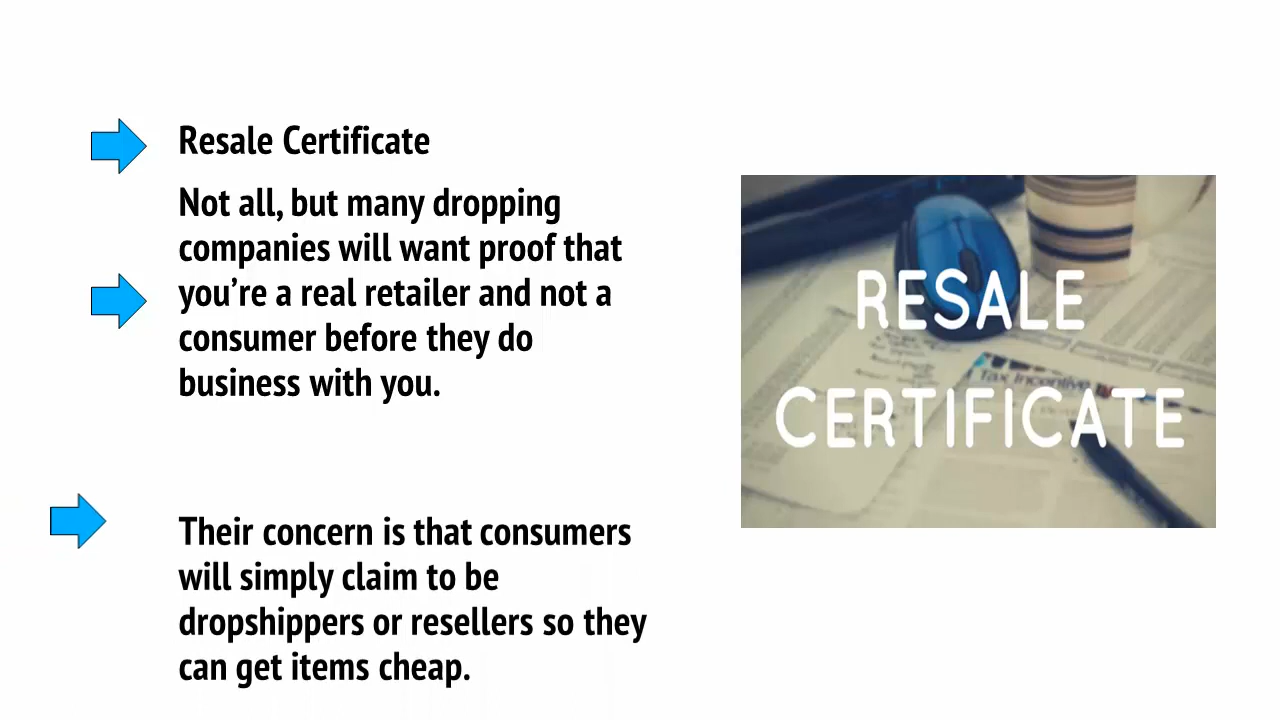 Resale Certificate
Not all, but many dropping
companies will want proof that
you're a real retailer and not a
consumer before they do
business with you.
Their concern is that consumers
will simply claim to be
dropshippers or resellers so they
can get items cheap.
RESALE
CERTIFICATE
Tax Incentive